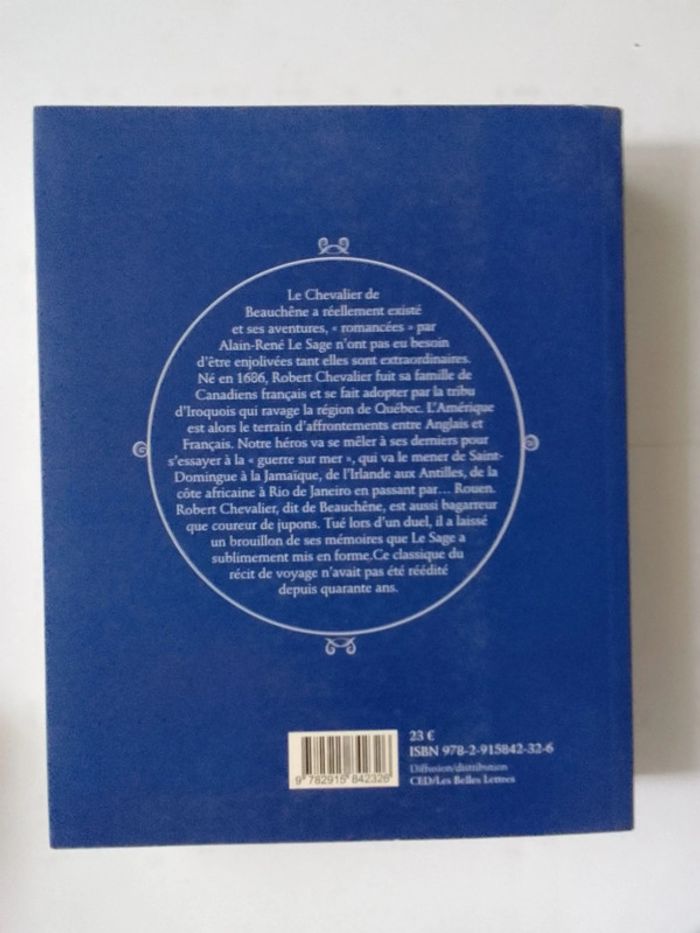 Le Chevalier de
Beauchêne a réellement existé
et ses aventures, « romancées » par
Alain-René Le Sage n'ont pas eu besoin
d'être enjolivées tant elles sont extraordinaires.
Né en 1686, Robert Chevalier fuit sa famille de
Canadiens français et se fait adopter par la tribu
d'Iroquois qui ravage la région de Québec. L'Amérique
est alors le terrain d'affrontements entre Anglais et
Français. Notre héros va se mêler à ses derniers pour
s'essayer à la « guerre sur mer », qui va le mener de Saint-
Domingue à la Jamaïque, de l'Irlande aux Antilles, de la
côte africaine à Rio de Janeiro en passant par... Rouen.
Robert Chevalier, dit de Beauchêne, est aussi bagarreur
que coureur de jupons. Tué lors d'un duel, il a laissé
un brouillon de ses mémoires que Le Sage a
sublimement mis en forme.Ce classique du
récit de voyage n'avait pas été réédité
depuis quarante ans.
23 €
ISBN 978-2-915842-32-6
Diffusion/distribution
CED/Les Belles Lettres
9 782915 842326